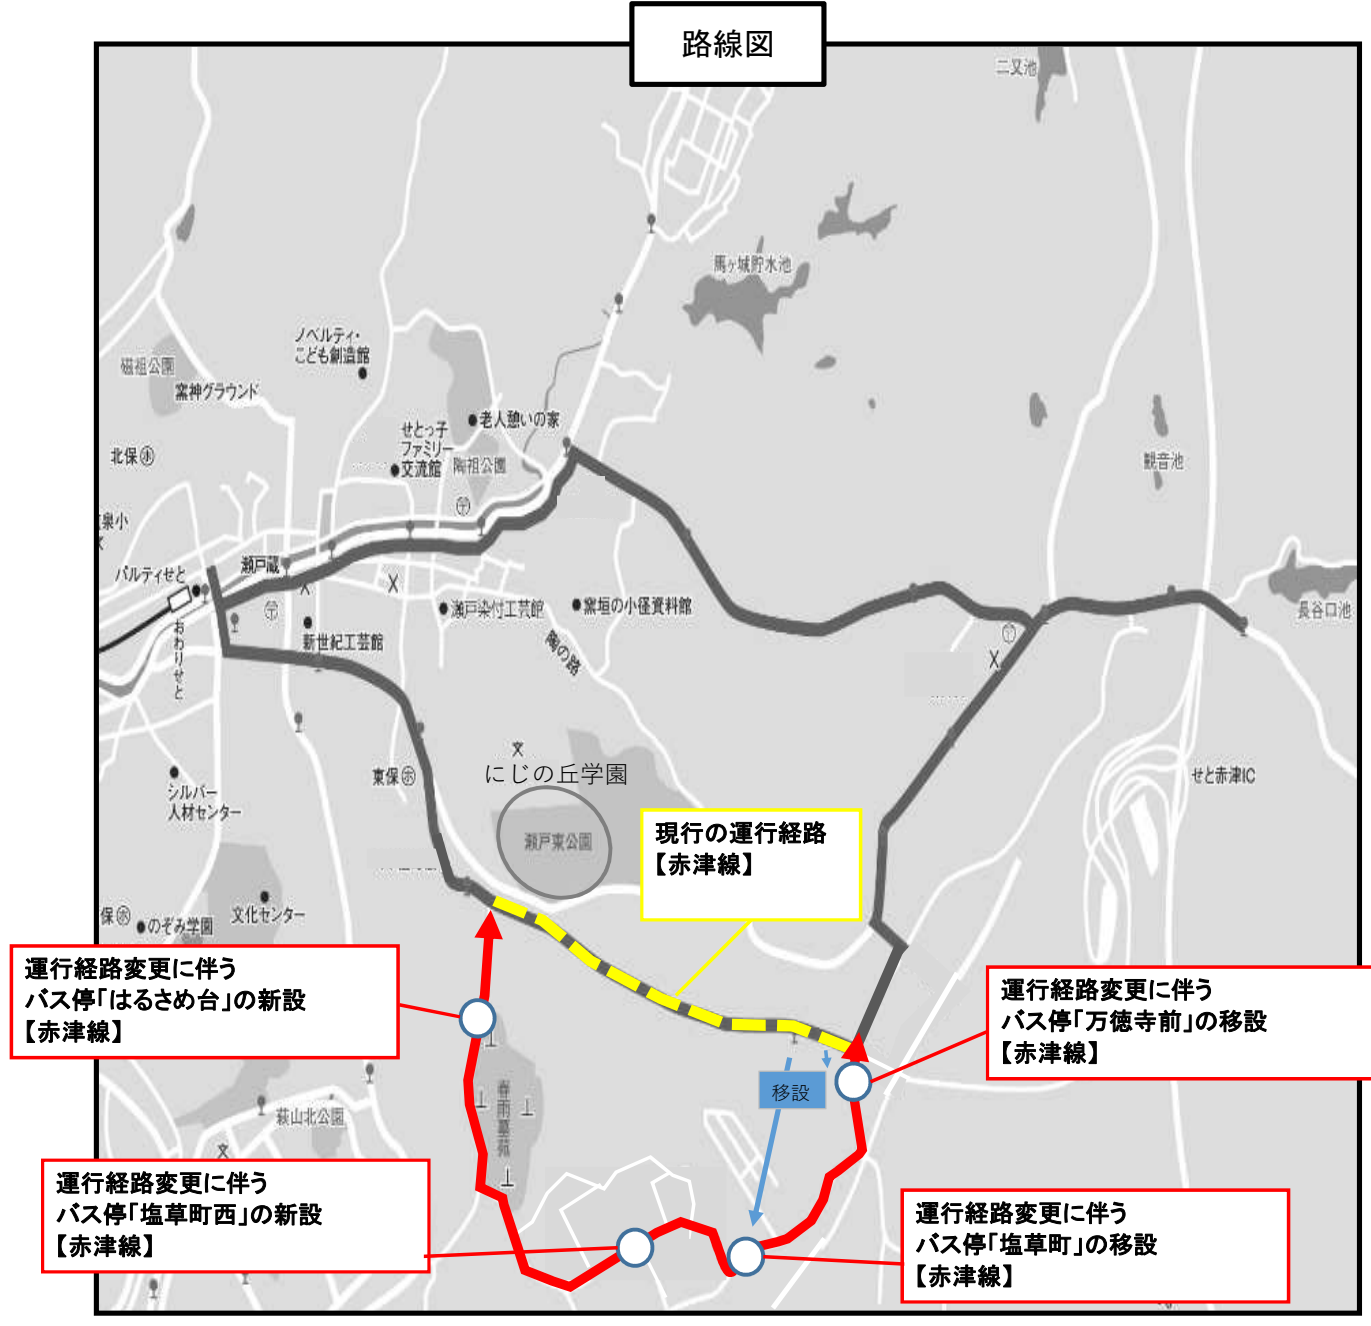 路線図
二又池
馬ヶ城貯水池
ノベルティ・
こども創造館
磁祖公園
窯神グラウンド
老人憩いの家
せとっ子
ファミリー
交流館
陶祖公園
北保㋭
泉小
観音池
パルティせと
瀬戸蔵
瀬戸染付工芸館
窯垣の小径資料館
長谷口池
新世紀工芸館
おわりせと
陶の路
文
にじの丘学園
東保㋭
せと赤津IC
シルバー
人材センター
瀬戸東公園
現行の運行経路
【赤津線】
保㋭
のぞみ学園
文化センター
運行経路変更に伴う
バス停「はるさめ台」の新設
【赤津線】
運行経路変更に伴う
バス停「万徳寺前」の移設
【赤津線】
移設
春雨墓苑
萩山北公園
文
運行経路変更に伴う
バス停「塩草町西」の新設
【赤津線】
運行経路変更に伴う
バス停「塩草町」の移設
【赤津線】